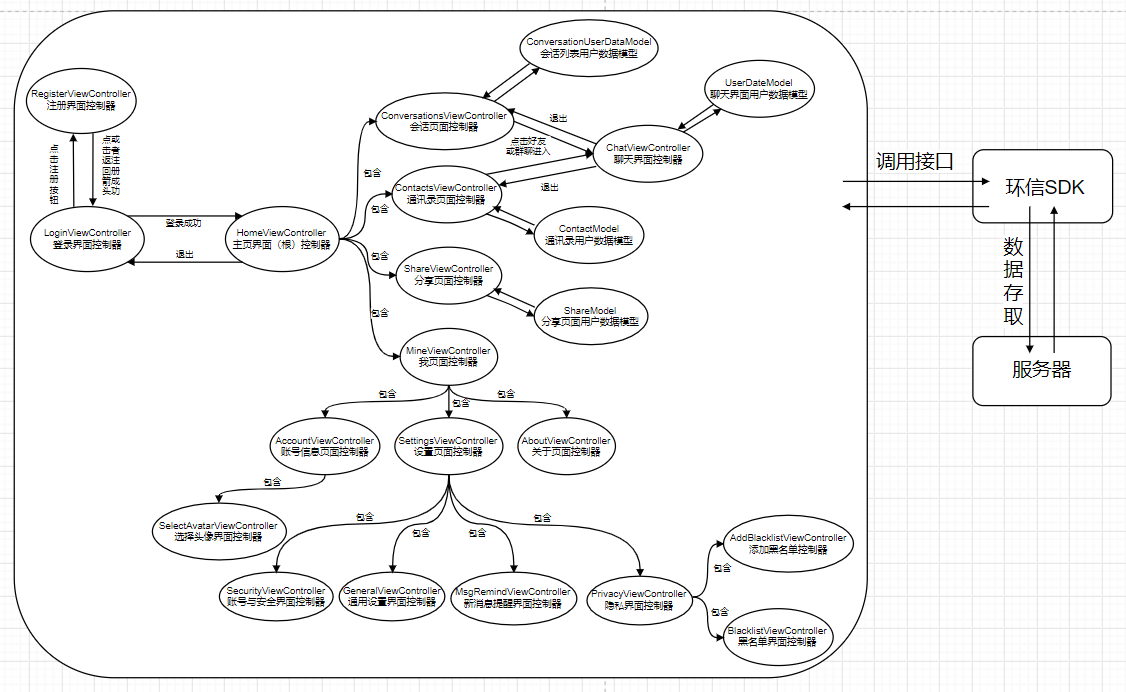 ConversationUserDataModel
会话列表用户数据模型
RegisterViewController
注册界面控制器
UserDateModel
聊天界面用户数据模型
ConversationsViewController
会话页面控制器
退出
点击好友
或群聊进入
ChatViewController
聊天界面控制器
点击注册按钮
点或
击者
返注
回册
箭成
头功
调用接口
环信SDK
包含
ContactsViewController
通讯录页面控制器
退出
包含
LoginViewController
登录界面控制器
登录成功
HomeViewController
主页界面（根）控制器
ContactModel
通讯录用户数据模型
退出
包含
ShareViewController
分享页面控制器
数据存取
包含
ShareModel
分享页面用户数据模型
MineViewController
我页面控制器
服务器
包含
包含
包含
AccountViewController
账号信息页面控制器
SettingsViewController
设置页面控制器
AboutViewController
关于页面控制器
包含
SelectAvatarViewController
选择头像界面控制器
包含
包含
包含
包含
AddBlacklistViewController
添加黑名单控制器
包含
SecurityViewController
账号与安全界面控制器
GeneralViewController
通用设置界面控制器
MsgRemindViewController
新消息提醒界面控制器
PrivacyViewController
隐私界面控制器
包含
BlacklistViewController
黑名单界面控制器